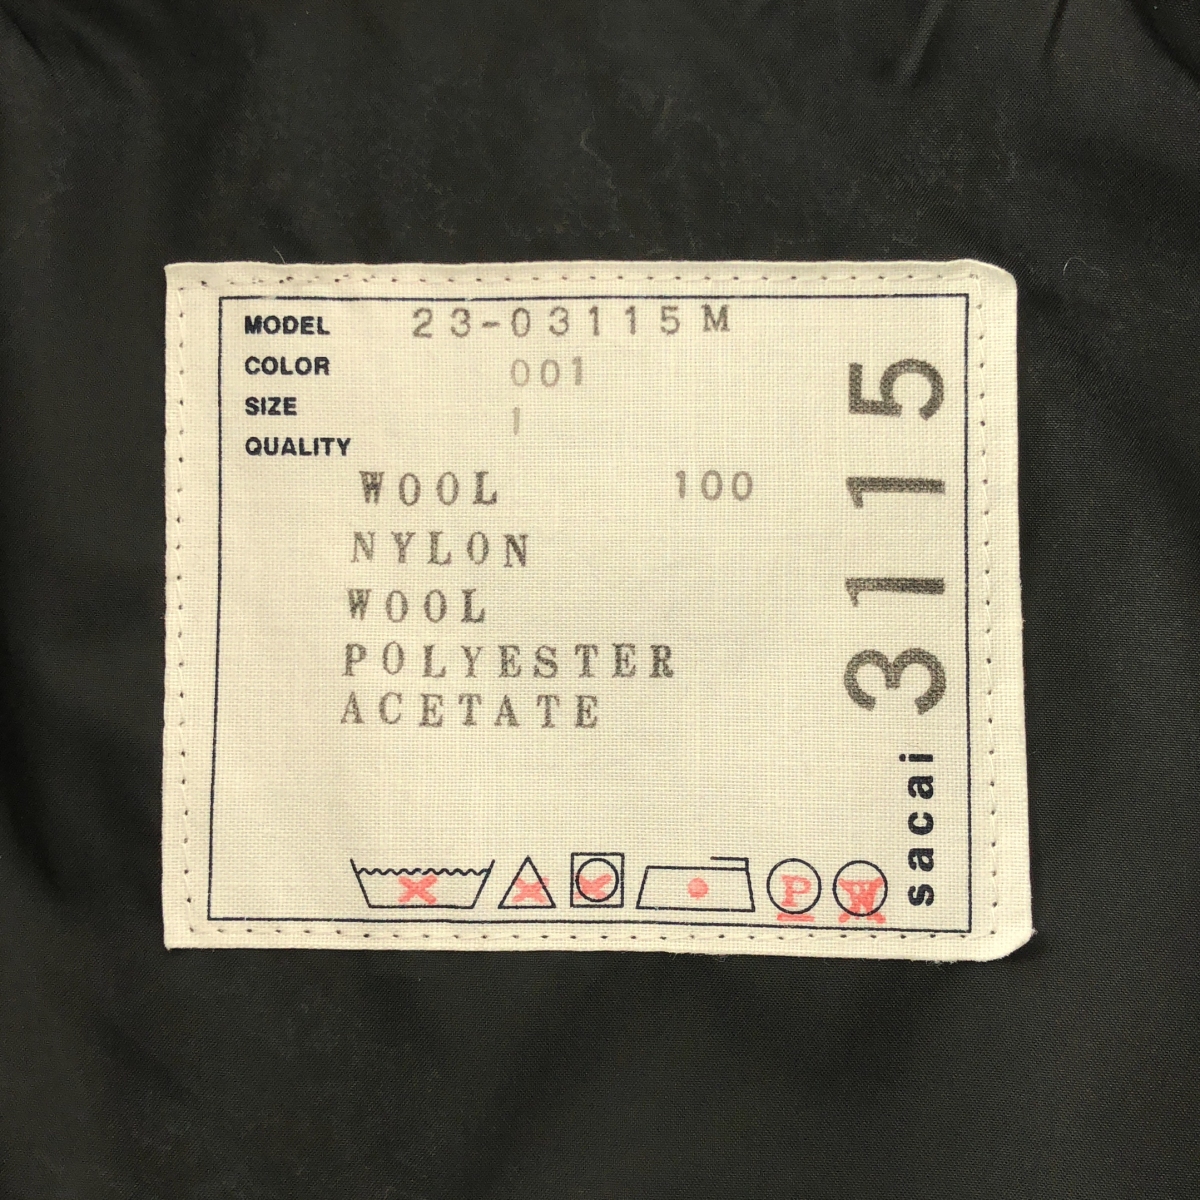 MODEL 23-03115M
COLOR 001
SIZE 1
QUALITY
WOOL 100
NYLON
WOOL
POLYESTER
ACETATE
P W
sacai 3115